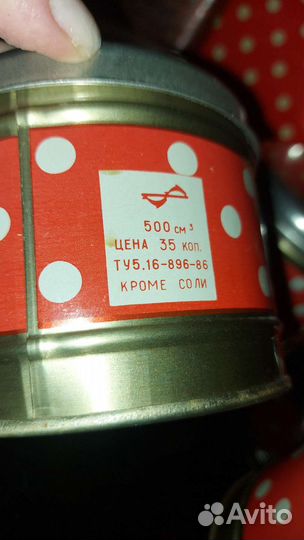 500 см³
ЦЕНА 35 КОП.
ТУ5.16-896-86
КРОМЕ СОЛИ
Avito